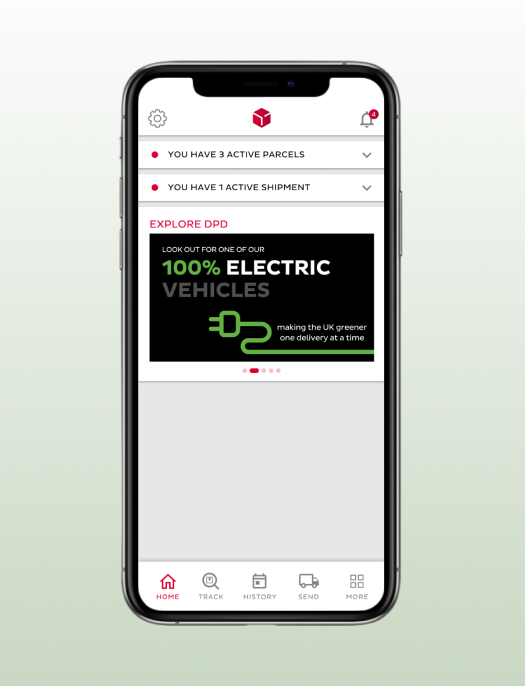 4
YOU HAVE 3 ACTIVE PARCELS
YOU HAVE 1 ACTIVE SHIPMENT
EXPLORE DPD
LOOK OUT FOR ONE OF OUR
100% ELECTRIC
VEHICLES
making the UK greener
one delivery at a time
HOME TRACK HISTORY SEND MORE